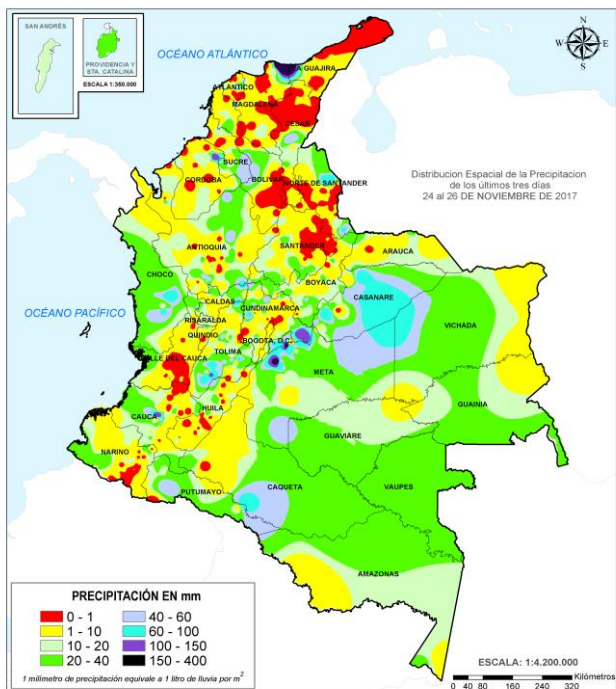 SAN ANDRÉS
PROVIDENCIA Y
STA. CATALINA
ESCALA 1:350.000
OCÉANO ATLÁNTICO
N
W E
S
LA GUAJIRA
ATLANTICO
MAGDALENA
CESAR
SUCRE
CORDOBA
BOLIVAR
NORTE DE SANTANDER
Distribucion Espacial de la Precipitacion
de los últimos tres días
24 al 26 DE NOVIEMBRE DE 2017
ANTIOQUIA
SANTANDER
ARAUCA
CHOCO
BOYACA
CASANARE
OCÉANO PACÍFICO
CALDAS
CUNDINAMARCA
RISARALDA
VICHADA
QUINDIO
BOGOTA, D.C.
VALLE DEL CAUCA
TOLIMA
META
GUAINIA
CAUCA
HUILA
GUAVIARE
NARINO
PUTUMAYO
CAQUETA
VAUPES
AMAZONAS
PRECIPITACIÓN EN mm
0 - 1 40 - 60
1 - 10 60 - 100
10 - 20 100 - 150
20 - 40 150 - 400
1 milímetro de precipitación equivale a 1 litro de lluvia por m2
ESCALA: 1:4.200.000
Kilómetros
0 40 80 160 240 320